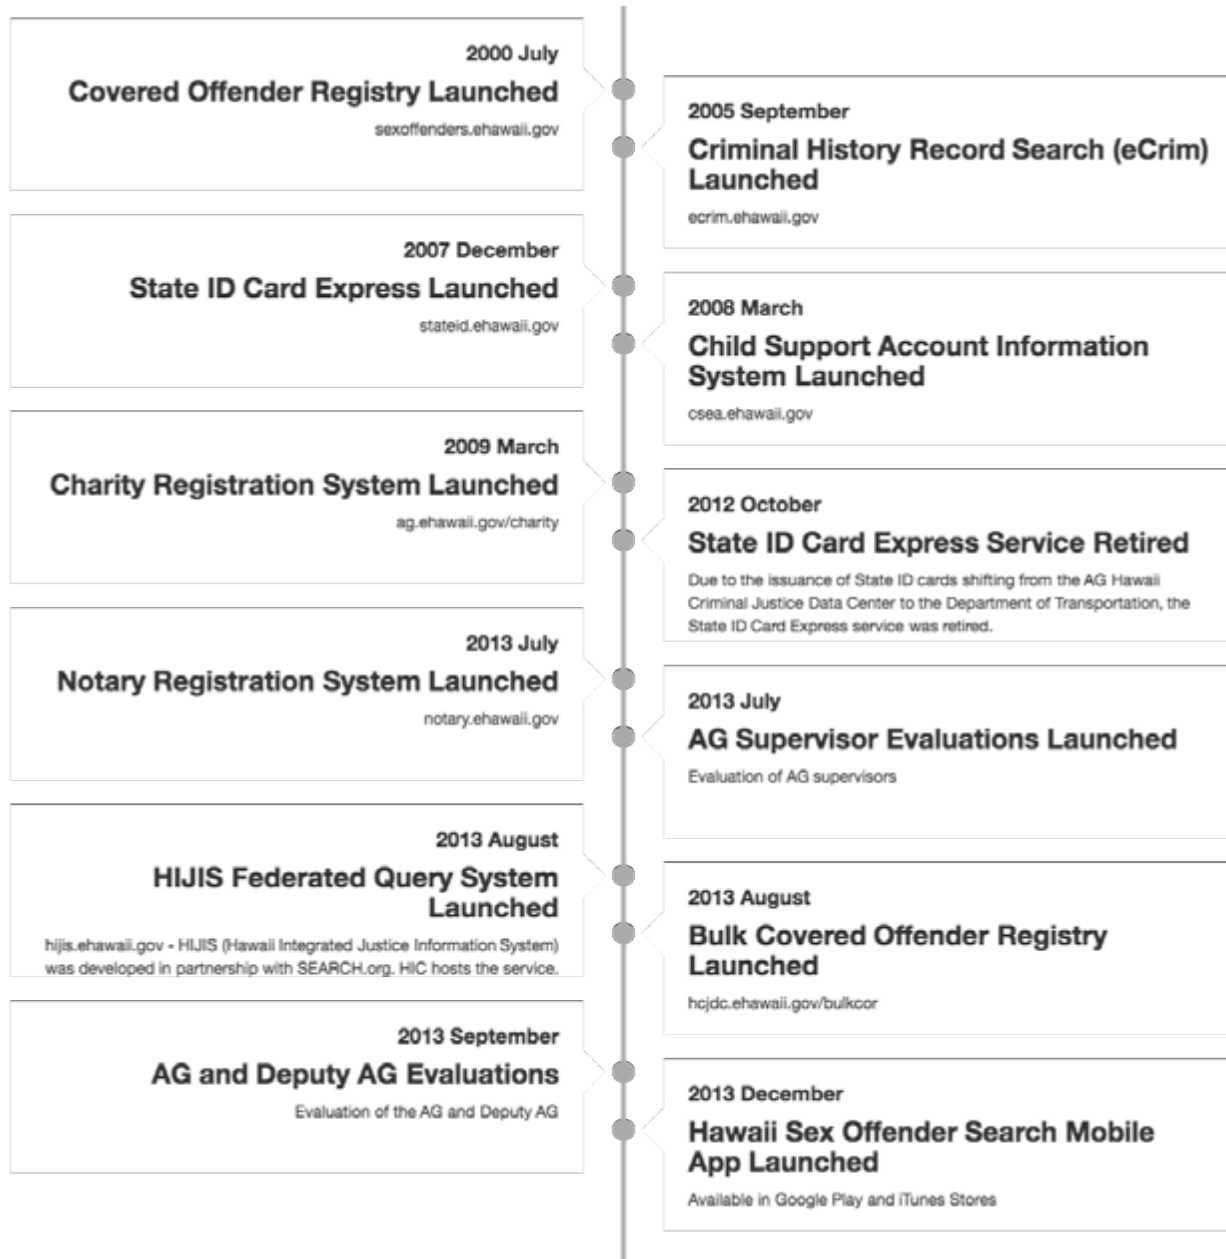 2000 July
Covered Offender Registry Launched
sexoffenders.ehawaii.gov
2005 September
Criminal History Record Search (eCrim)
Launched
ecrim.ehawaii.gov
2007 December
State ID Card Express Launched
stateid.ehawaii.gov
2008 March
Child Support Account Information
System Launched
csea.ehawaii.gov
2009 March
Charity Registration System Launched
ag.ehawaii.gov/charity
2012 October
State ID Card Express Service Retired
Due to the issuance of State ID cards shifting from the AG Hawaii
Criminal Justice Data Center to the Department of Transportation, the
State ID Card Express service was retired.
2013 July
Notary Registration System Launched
notary.ehawaii.gov
2013 July
AG Supervisor Evaluations Launched
Evaluation of AG supervisors
2013 August
HIJIS Federated Query System
Launched
hijis.ehawaii.gov - HIJIS (Hawaii Integrated Justice Information System)
was developed in partnership with SEARCH.org. HIC hosts the service.
2013 August
Bulk Covered Offender Registry
Launched
hcjdc.ehawaii.gov/bulkcor
2013 September
AG and Deputy AG Evaluations
Evaluation of the AG and Deputy AG
2013 December
Hawaii Sex Offender Search Mobile
App Launched
Available in Google Play and iTunes Stores